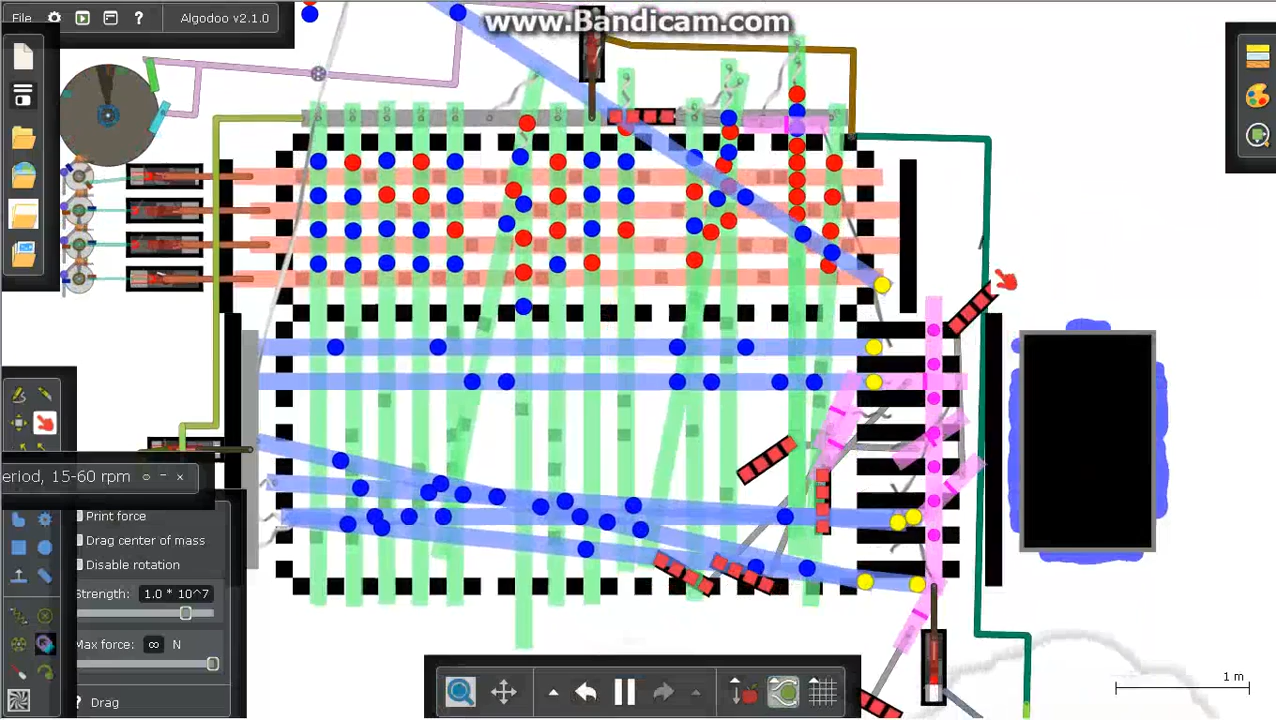 www.Bandicam.com
File ? Algodoo v2.1.0
eriod, 15-60 rpm
Print force
Drag center of mass
Disable rotation
Strength: 1.0 * 10^7
Max force: ∞ N
? Drag
1 m